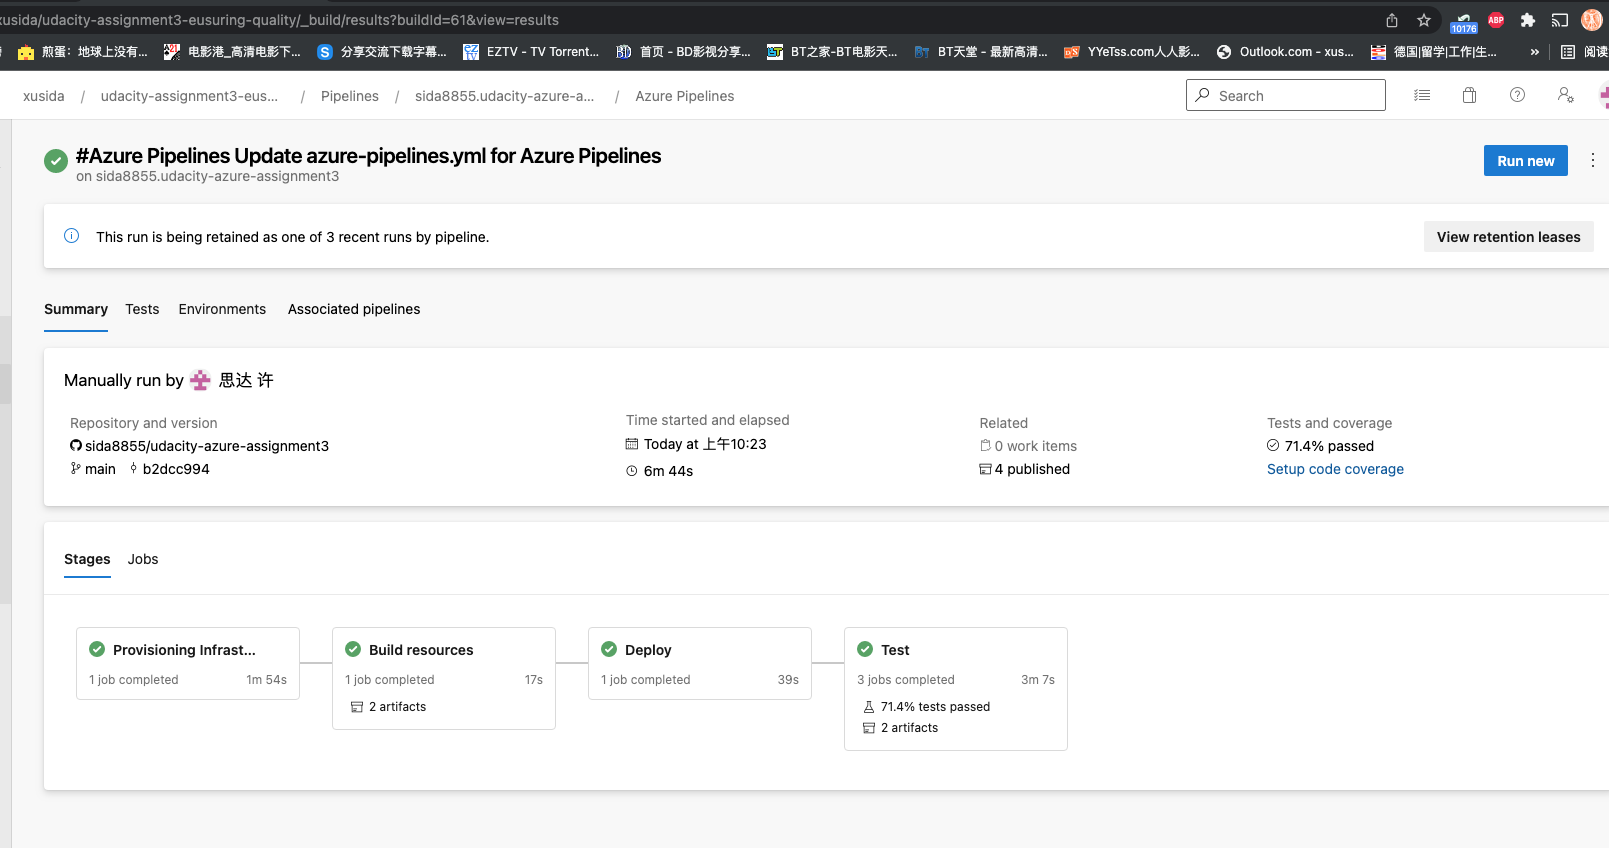 xusida/udacity-assignment3-eusuring-quality/_build/results?buildId=61&view=results
10176
ABP
煎蛋：地球上没有...
电影港_高清电影下...
分享交流下载字幕...
EZTV - TV Torrent...
首页 - BD影视分享...
BT之家-BT电影天...
BT天堂 - 最新高清...
YYeTss.com人人影...
Outlook.com - xus...
德国|留学|工作|生...
»
阅读
xusida / udacity-assignment3-eus... / Pipelines / sida8855.udacity-azure-a... / Azure Pipelines
Search
#Azure Pipelines Update azure-pipelines.yml for Azure Pipelines
on sida8855.udacity-azure-assignment3
Run new
This run is being retained as one of 3 recent runs by pipeline.
View retention leases
Summary Tests Environments Associated pipelines
Manually run by 思达 许
Repository and version
sida8855/udacity-azure-assignment3
main b2dcc994
Time started and elapsed
Today at 上午10:23
6m 44s
Related
0 work items
4 published
Tests and coverage
71.4% passed
Setup code coverage
Stages Jobs
Provisioning Infrast...
1 job completed 1m 54s
Build resources
1 job completed 17s
2 artifacts
Deploy
1 job completed 39s
Test
3 jobs completed 3m 7s
71.4% tests passed
2 artifacts